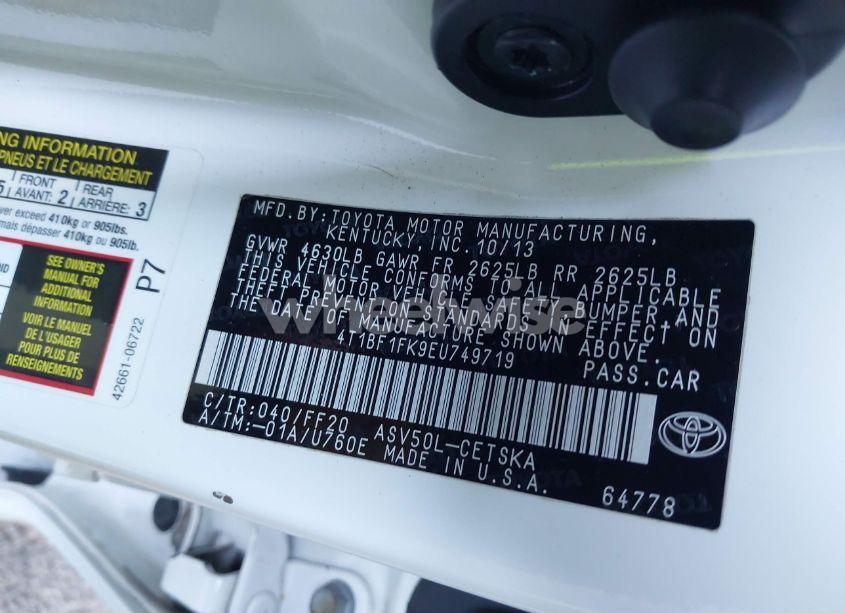 NG INFORMATION
PNEUS ET LE CHARGEMENT
5 FRONT REAR
AVANT: 2 ARRIÈRE: 3
ver exceed 410kg or 905lbs.
mais dépasser 410kg ou 905lb.
SEE OWNER'S
MANUAL FOR
ADDITIONAL
INFORMATION
VOIR LE MANUEL
DE L'USAGER
POUR PLUS DE
RENSEIGNEMENTS
P7
42661-06722
MFD.BY:TOYOTA MOTOR MANUFACTURING,
KENTUCKY, INC. 10/13
GVWR 4630LB GAWR FR 2625LB RR 2625LB
THIS VEHICLE CONFORMS TO ALL APPLICABLE
FEDERAL MOTOR VEHICLE SAFETY,BUMPER AND
THEFT PREVENTION STANDARDS IN EFFECT ON
THE DATE OF MANUFACTURE SHOWN ABOVE.
4T1BF1FK9EU749719
PASS.CAR
C/TR:040/FF20 ASV50L-CETSKA
A/TM:-01A/U760E MADE IN U.S.A.
64778
wheelwise